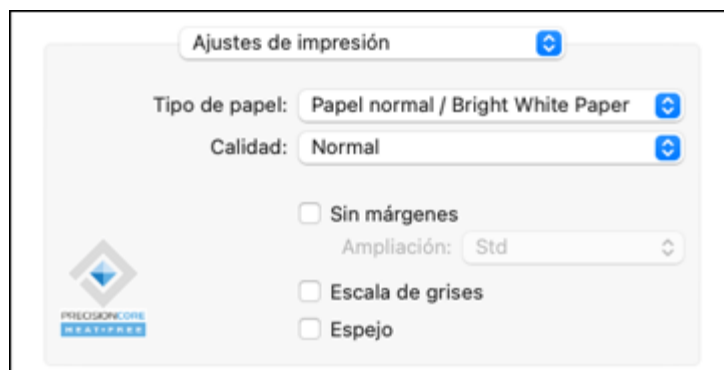 Ajustes de impresión
Tipo de papel: Papel normal / Bright White Paper
Calidad: Normal
Sin márgenes
Ampliación: Std
Escala de grises
Espejo
PRECISIONCORE
HEAT-FREE